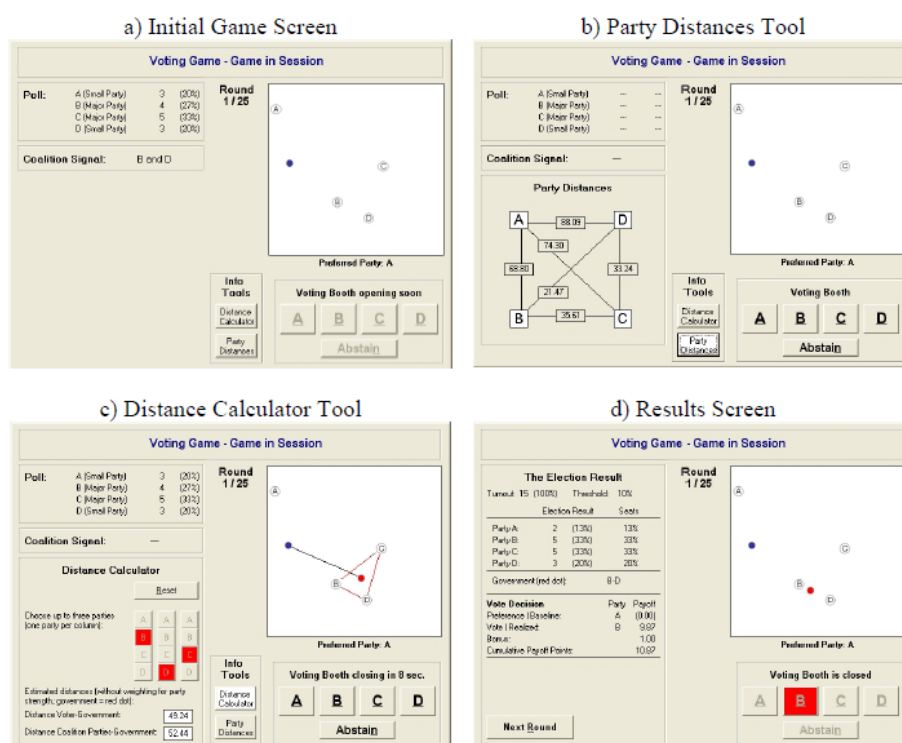 a) Initial Game Screen
Voting Game - Game in Session
Poll: A (Small Party) 3 (20%)
B (Major Party) 4 (27%)
C (Major Party) 5 (33%)
D (Small Party) 3 (20%)
Coalition Signal: B and D
Round
1 / 25
A
C
B
D
Preferred Party: A
Info
Tools
Distance
Calculator
Party
Distances
Voting Booth opening soon
A B C D
Abstain
b) Party Distances Tool
Voting Game - Game in Session
Poll: A (Small Party) -- --
B (Major Party) -- --
C (Major Party) -- --
D (Small Party) -- --
Coalition Signal: ---
Party Distances
A 88.09 D
74.30
68.80 33.24
21.47
B 35.61 C
Round
1 / 25
A
C
B
D
Preferred Party: A
Info
Tools
Distance
Calculator
Party
Distances
Voting Booth
A B C D
Abstain
c) Distance Calculator Tool
Voting Game - Game in Session
Poll: A (Small Party) 3 (20%)
B (Major Party) 4 (27%)
C (Major Party) 5 (33%)
D (Small Party) 3 (20%)
Coalition Signal: ---
Distance Calculator
Reset
Choose up to three parties
(one party per column):
A A A
B B B
C C C
D D D
Estimated distances (without weighting for party
strength; government = red dot):
Distance Voter-Government: 49.24
Distance Coalition Parties-Government: 52.44
Round
1 / 25
A
C
B
D
Preferred Party: A
Info
Tools
Distance
Calculator
Party
Distances
Voting Booth closing in 8 sec.
A B C D
Abstain
d) Results Screen
Voting Game - Game in Session
The Election Result
Turnout: 15 (100%) Threshold: 10%
Election Result Seats
Party A: 2 (13%) 13%
Party B: 5 (33%) 33%
Party C: 5 (33%) 33%
Party D: 3 (20%) 20%
Government (red dot): B-D
Vote Decision Party Payoff
Preference | Baseline: A (0.00)
Vote | Realized: B 9.87
Bonus: 1.00
Cumulative Payoff Points: 10.87
Next Round
Round
1 / 25
A
C
B
D
Preferred Party: A
Voting Booth is closed
A B C D
Abstain